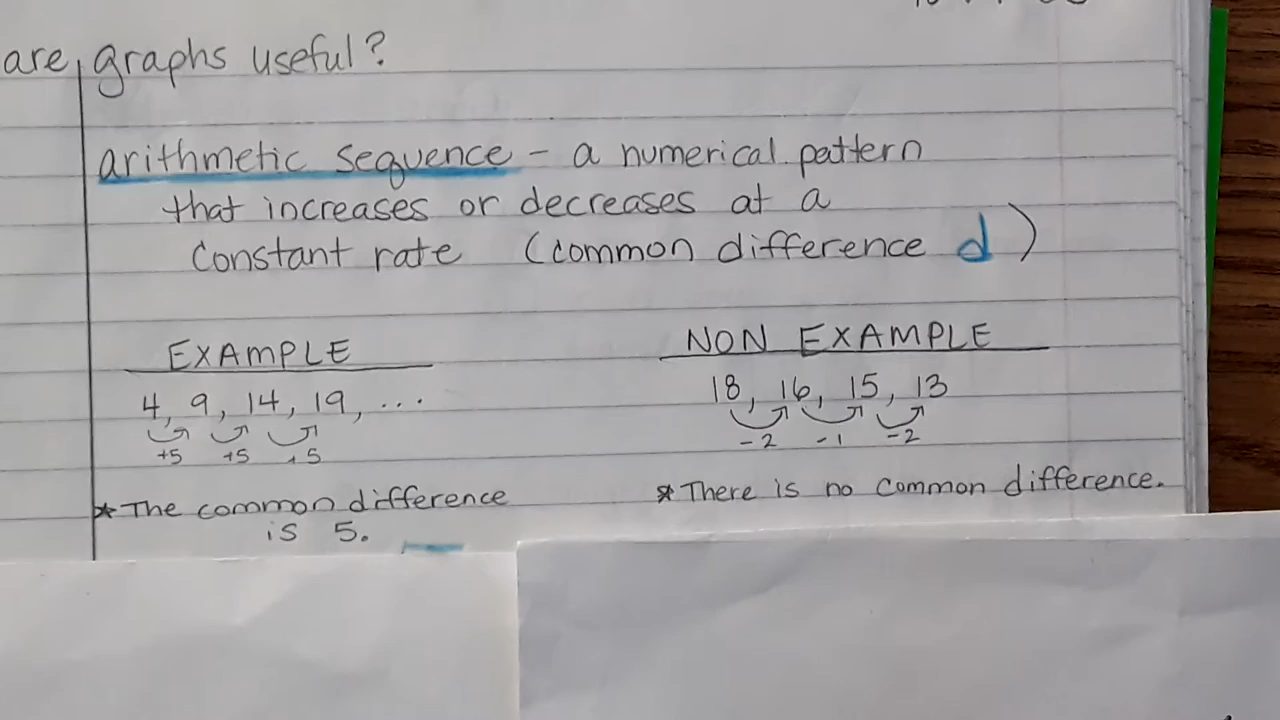 are graphs useful?
arithmetic sequence - a numerical pattern
that increases or decreases at a
constant rate (common difference d)
EXAMPLE
4, 9, 14, 19, ...
+5 +5 +5
* The common difference
is 5.
NON EXAMPLE
18, 16, 15, 13
-2 -1 -2
* There is no common difference.